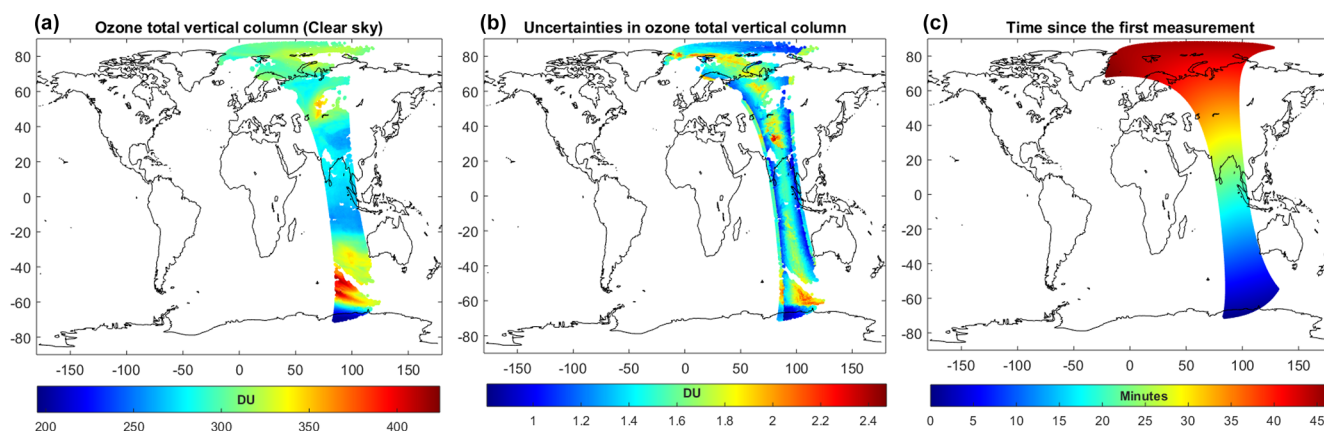 (a) Ozone total vertical column (Clear sky)
80
60
40
20
0
-20
-40
-60
-80
-150 -100 -50 0 50 100 150
DU
200 250 300 350 400
(b) Uncertainties in ozone total vertical column
80
60
40
20
0
-20
-40
-60
-80
-150 -100 -50 0 50 100 150
DU
1 1.2 1.4 1.6 1.8 2 2.2 2.4
(c) Time since the first measurement
80
60
40
20
0
-20
-40
-60
-80
-150 -100 -50 0 50 100 150
Minutes
0 5 10 15 20 25 30 35 40 45